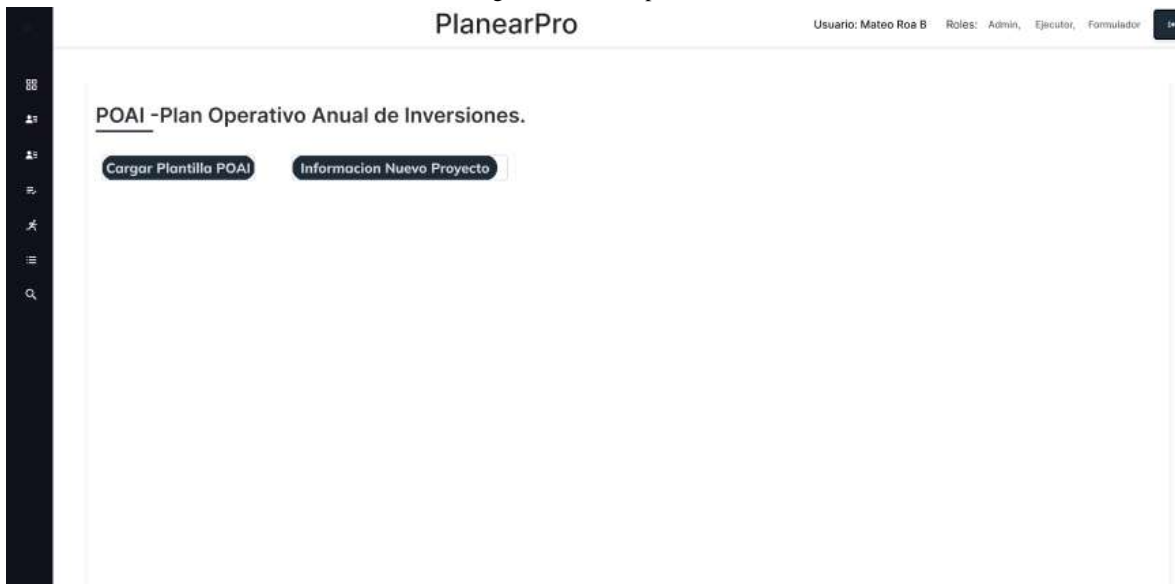 PlanearPro
Usuario: Mateo Roa B Roles: Admin, Ejecutor, Formulador
POAI -Plan Operativo Anual de Inversiones.
Cargar Plantilla POAI Informacion Nuevo Proyecto